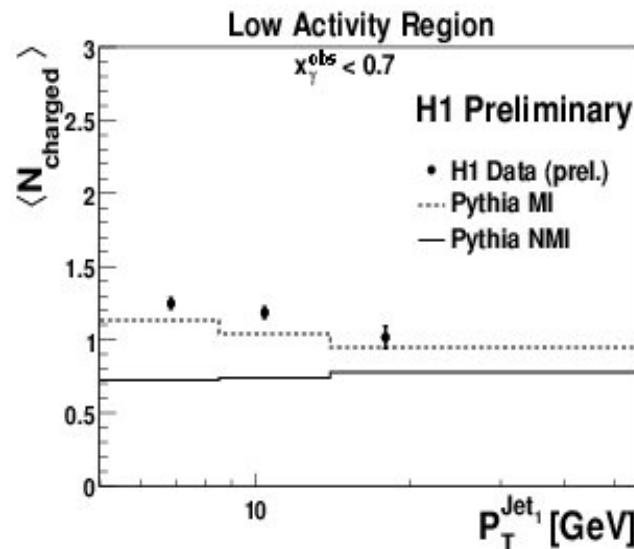 Low Activity Region
x_γ^obs < 0.7
H1 Preliminary
H1 Data (prel.)
Pythia MI
Pythia NMI
⟨N_charged⟩
3
2.5
2
1.5
1
0.5
0
10
P_T^Jet_1 [GeV]